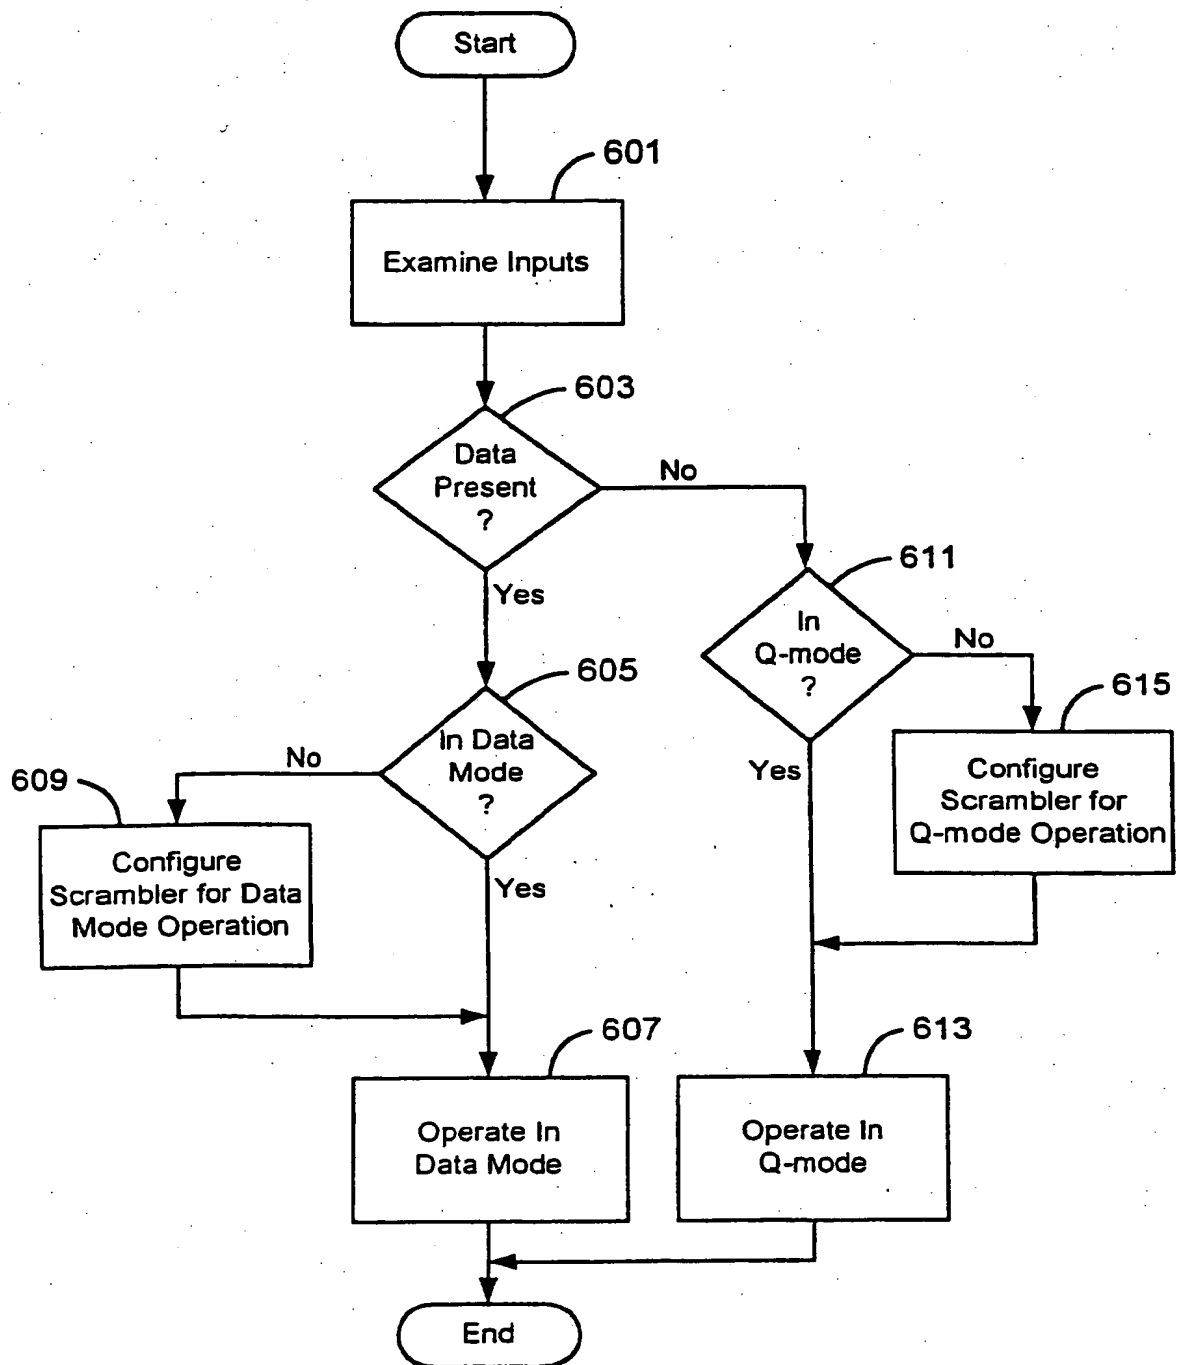 Start
601
Examine Inputs
603
Data
Present
?
No
Yes
611
In
Q-mode
?
No
Yes
605
In Data
Mode
?
No
Yes
615
Configure
Scrambler for
Q-mode Operation
609
Configure
Scrambler for Data
Mode Operation
607
Operate In
Data Mode
613
Operate In
Q-mode
End